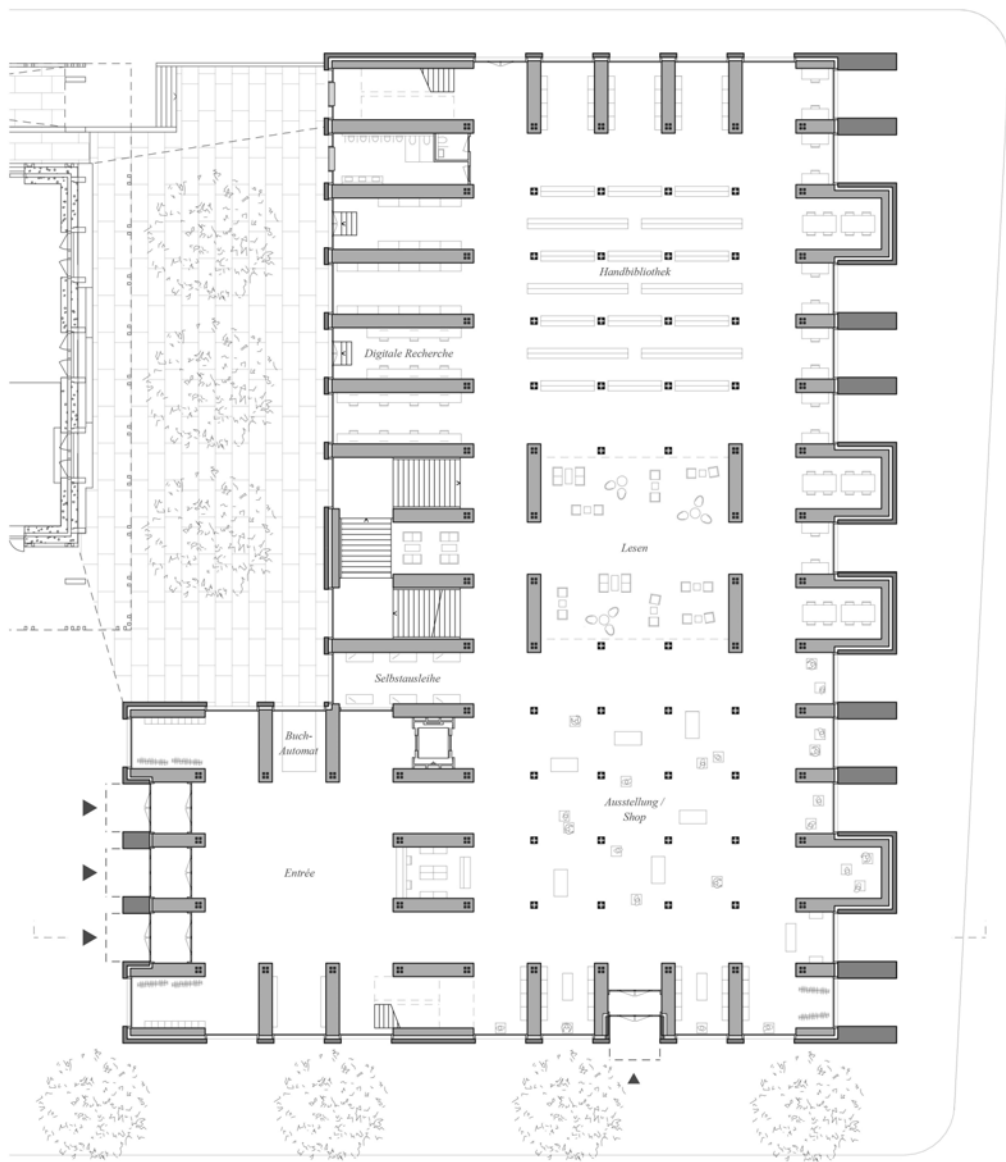 Handbibliothek
Digitale Recherche
Lesen
Selbstausleihe
Buch-
Automat
Ausstellung /
Shop
Entrée